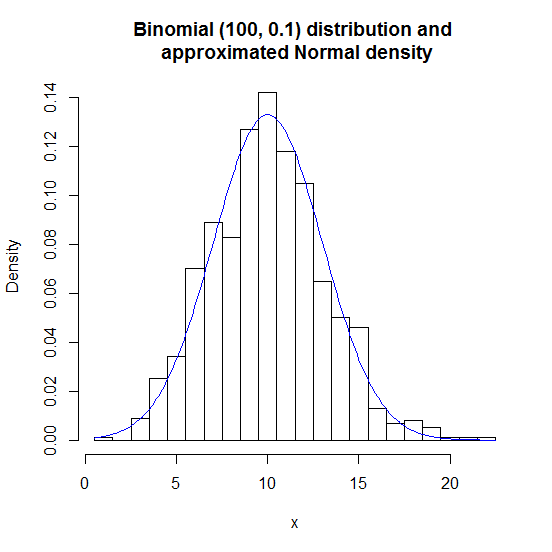 Binomial (100, 0.1) distribution and
approximated Normal density
0.14
0.12
0.10
0.08
0.06
0.04
0.02
0.00
Density
0 5 10 15 20
x